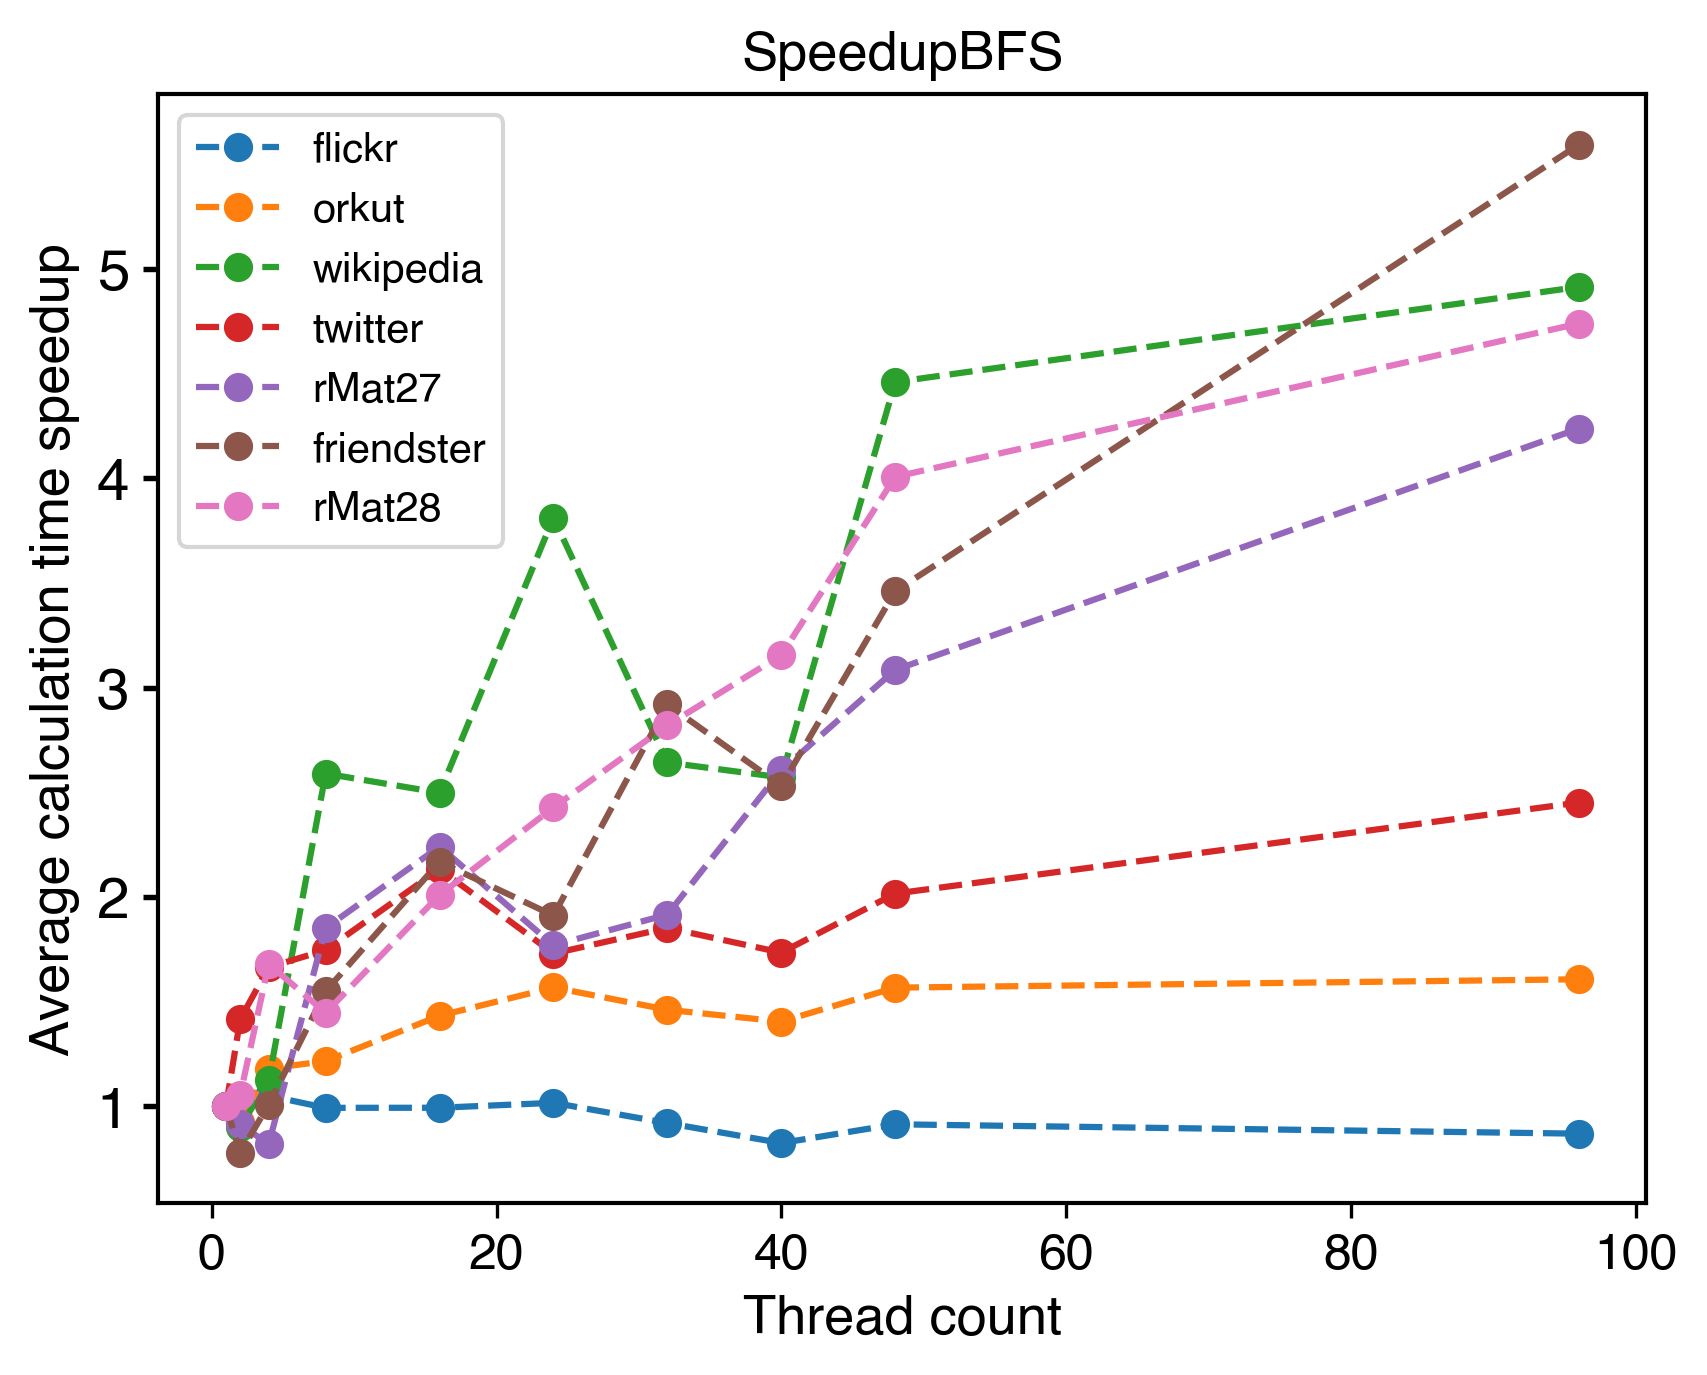 SpeedupBFS
flickr
orkut
wikipedia
twitter
rMat27
friendster
rMat28
Average calculation time speedup
5
4
3
2
1
0 20 40 60 80 100
Thread count